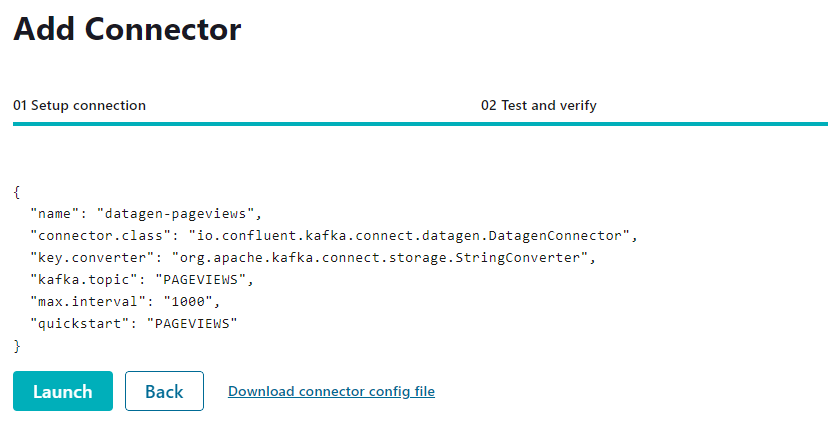 Add Connector
01 Setup connection
02 Test and verify
{
"name": "datagen-pageviews",
"connector.class": "io.confluent.kafka.connect.datagen.DatagenConnector",
"key.converter": "org.apache.kafka.connect.storage.StringConverter",
"kafka.topic": "PAGEVIEWS",
"max.interval": "1000",
"quickstart": "PAGEVIEWS"
}
Launch
Back
Download connector config file